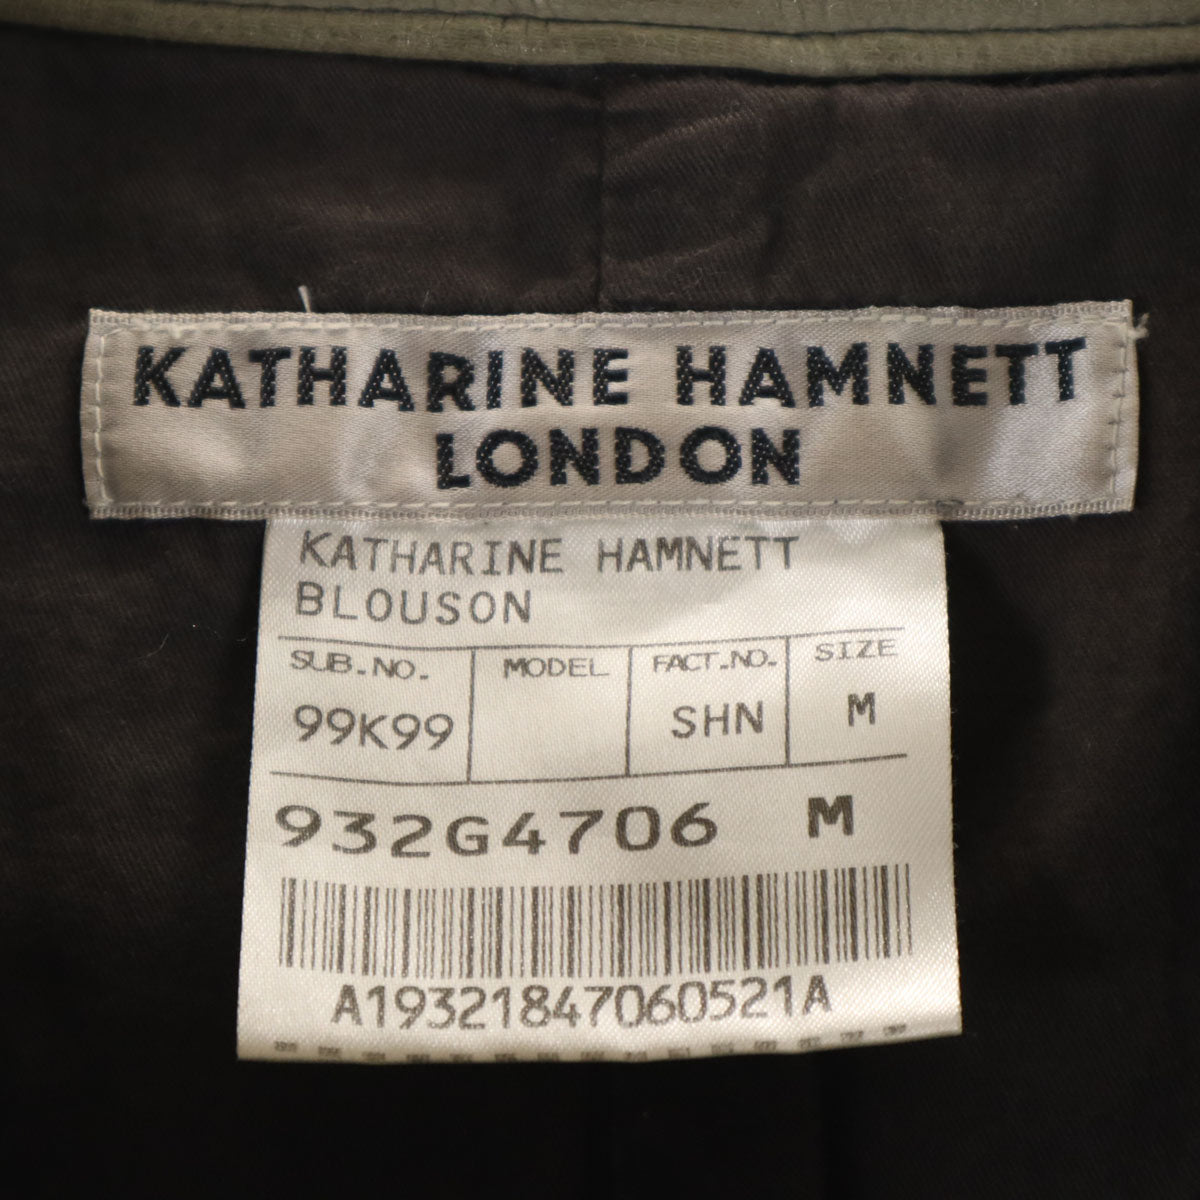 KATHARINE HAMNETT
LONDON
KATHARINE HAMNETT
BLOUSON
SUB.NO. MODEL FACT.NO. SIZE
99K99 SHN M
932G4706 M
A19321847060521A